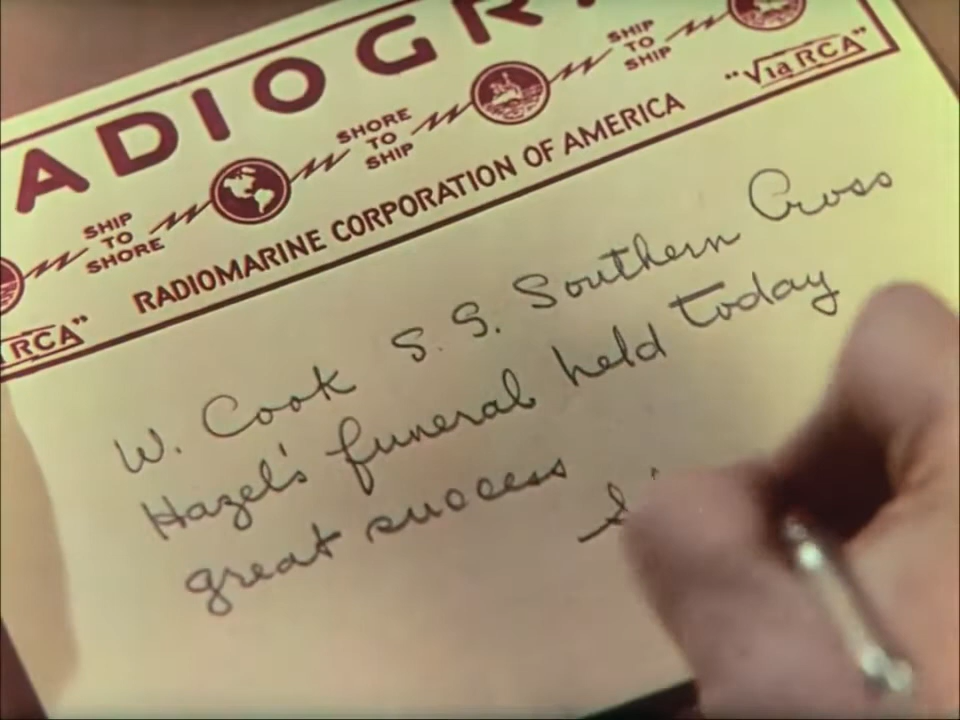 ADIOGR
SHIP TO SHORE
SHORE TO SHIP
SHIP TO SHIP
"Via RCA"
RCA"
RADIOMARINE CORPORATION OF AMERICA
W. Cook S.S. Southern Cross
Hazel's funeral held today
great success